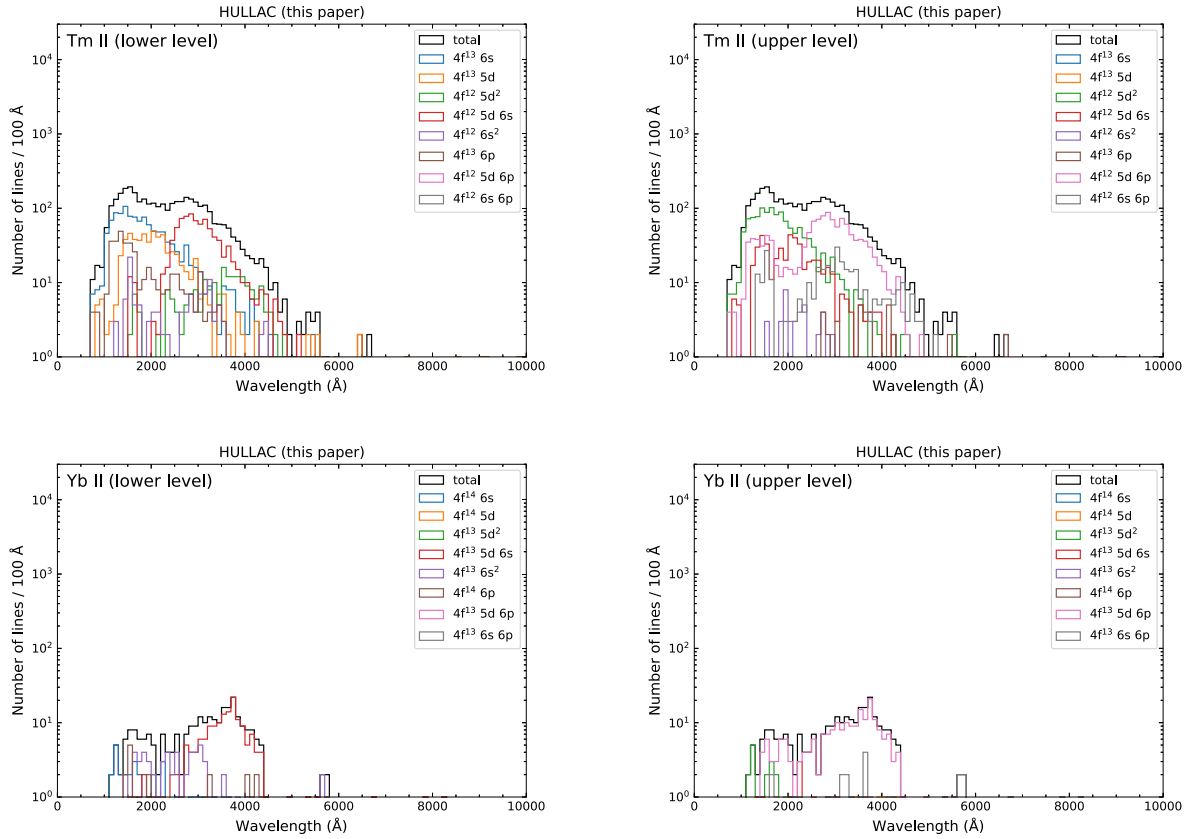 HULLAC (this paper)
Tm II (lower level)
total
4f¹³ 6s
4f¹³ 5d
4f¹² 5d²
4f¹² 5d 6s
4f¹² 6s²
4f¹³ 6p
4f¹² 5d 6p
4f¹² 6s 6p
Number of lines / 100 Å
10⁴
10³
10²
10¹
10⁰
0 2000 4000 6000 8000 10000
Wavelength (Å)
HULLAC (this paper)
Tm II (upper level)
total
4f¹³ 6s
4f¹³ 5d
4f¹² 5d²
4f¹² 5d 6s
4f¹² 6s²
4f¹³ 6p
4f¹² 5d 6p
4f¹² 6s 6p
Number of lines / 100 Å
10⁴
10³
10²
10¹
10⁰
0 2000 4000 6000 8000 10000
Wavelength (Å)
HULLAC (this paper)
Yb II (lower level)
total
4f¹⁴ 6s
4f¹⁴ 5d
4f¹³ 5d²
4f¹³ 5d 6s
4f¹³ 6s²
4f¹⁴ 6p
4f¹³ 5d 6p
4f¹³ 6s 6p
Number of lines / 100 Å
10⁴
10³
10²
10¹
10⁰
0 2000 4000 6000 8000 10000
Wavelength (Å)
HULLAC (this paper)
Yb II (upper level)
total
4f¹⁴ 6s
4f¹⁴ 5d
4f¹³ 5d²
4f¹³ 5d 6s
4f¹³ 6s²
4f¹⁴ 6p
4f¹³ 5d 6p
4f¹³ 6s 6p
Number of lines / 100 Å
10⁴
10³
10²
10¹
10⁰
0 2000 4000 6000 8000 10000
Wavelength (Å)